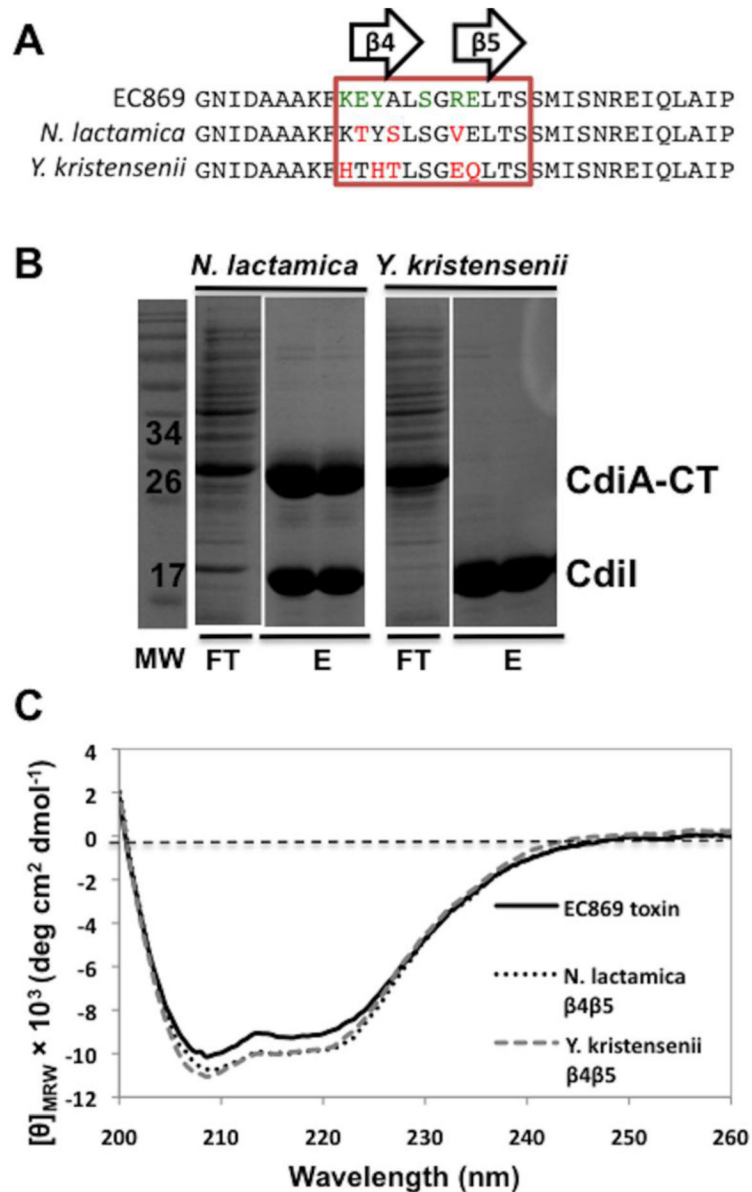 A
β4 β5
EC869 GNIDAAAKFKEYALSGRELTSSMISNREIQLAIP
N. lactamica GNIDAAAKFKTYSLSGVELTSSMISNREIQLAIP
Y. kristensenii GNIDAAAKFHTHTLSGEQLTSSMISNREIQLAIP
B
N. lactamica Y. kristensenii
34
26 CdiA-CT
17 CdiI
MW FT E FT E
C
4
2
0
-2
-4
-6
-8
-10
-12
[θ]MRW × 10³ (deg cm² dmol⁻¹)
EC869 toxin
N. lactamica
β4β5
Y. kristensenii
β4β5
200 210 220 230 240 250 260
Wavelength (nm)